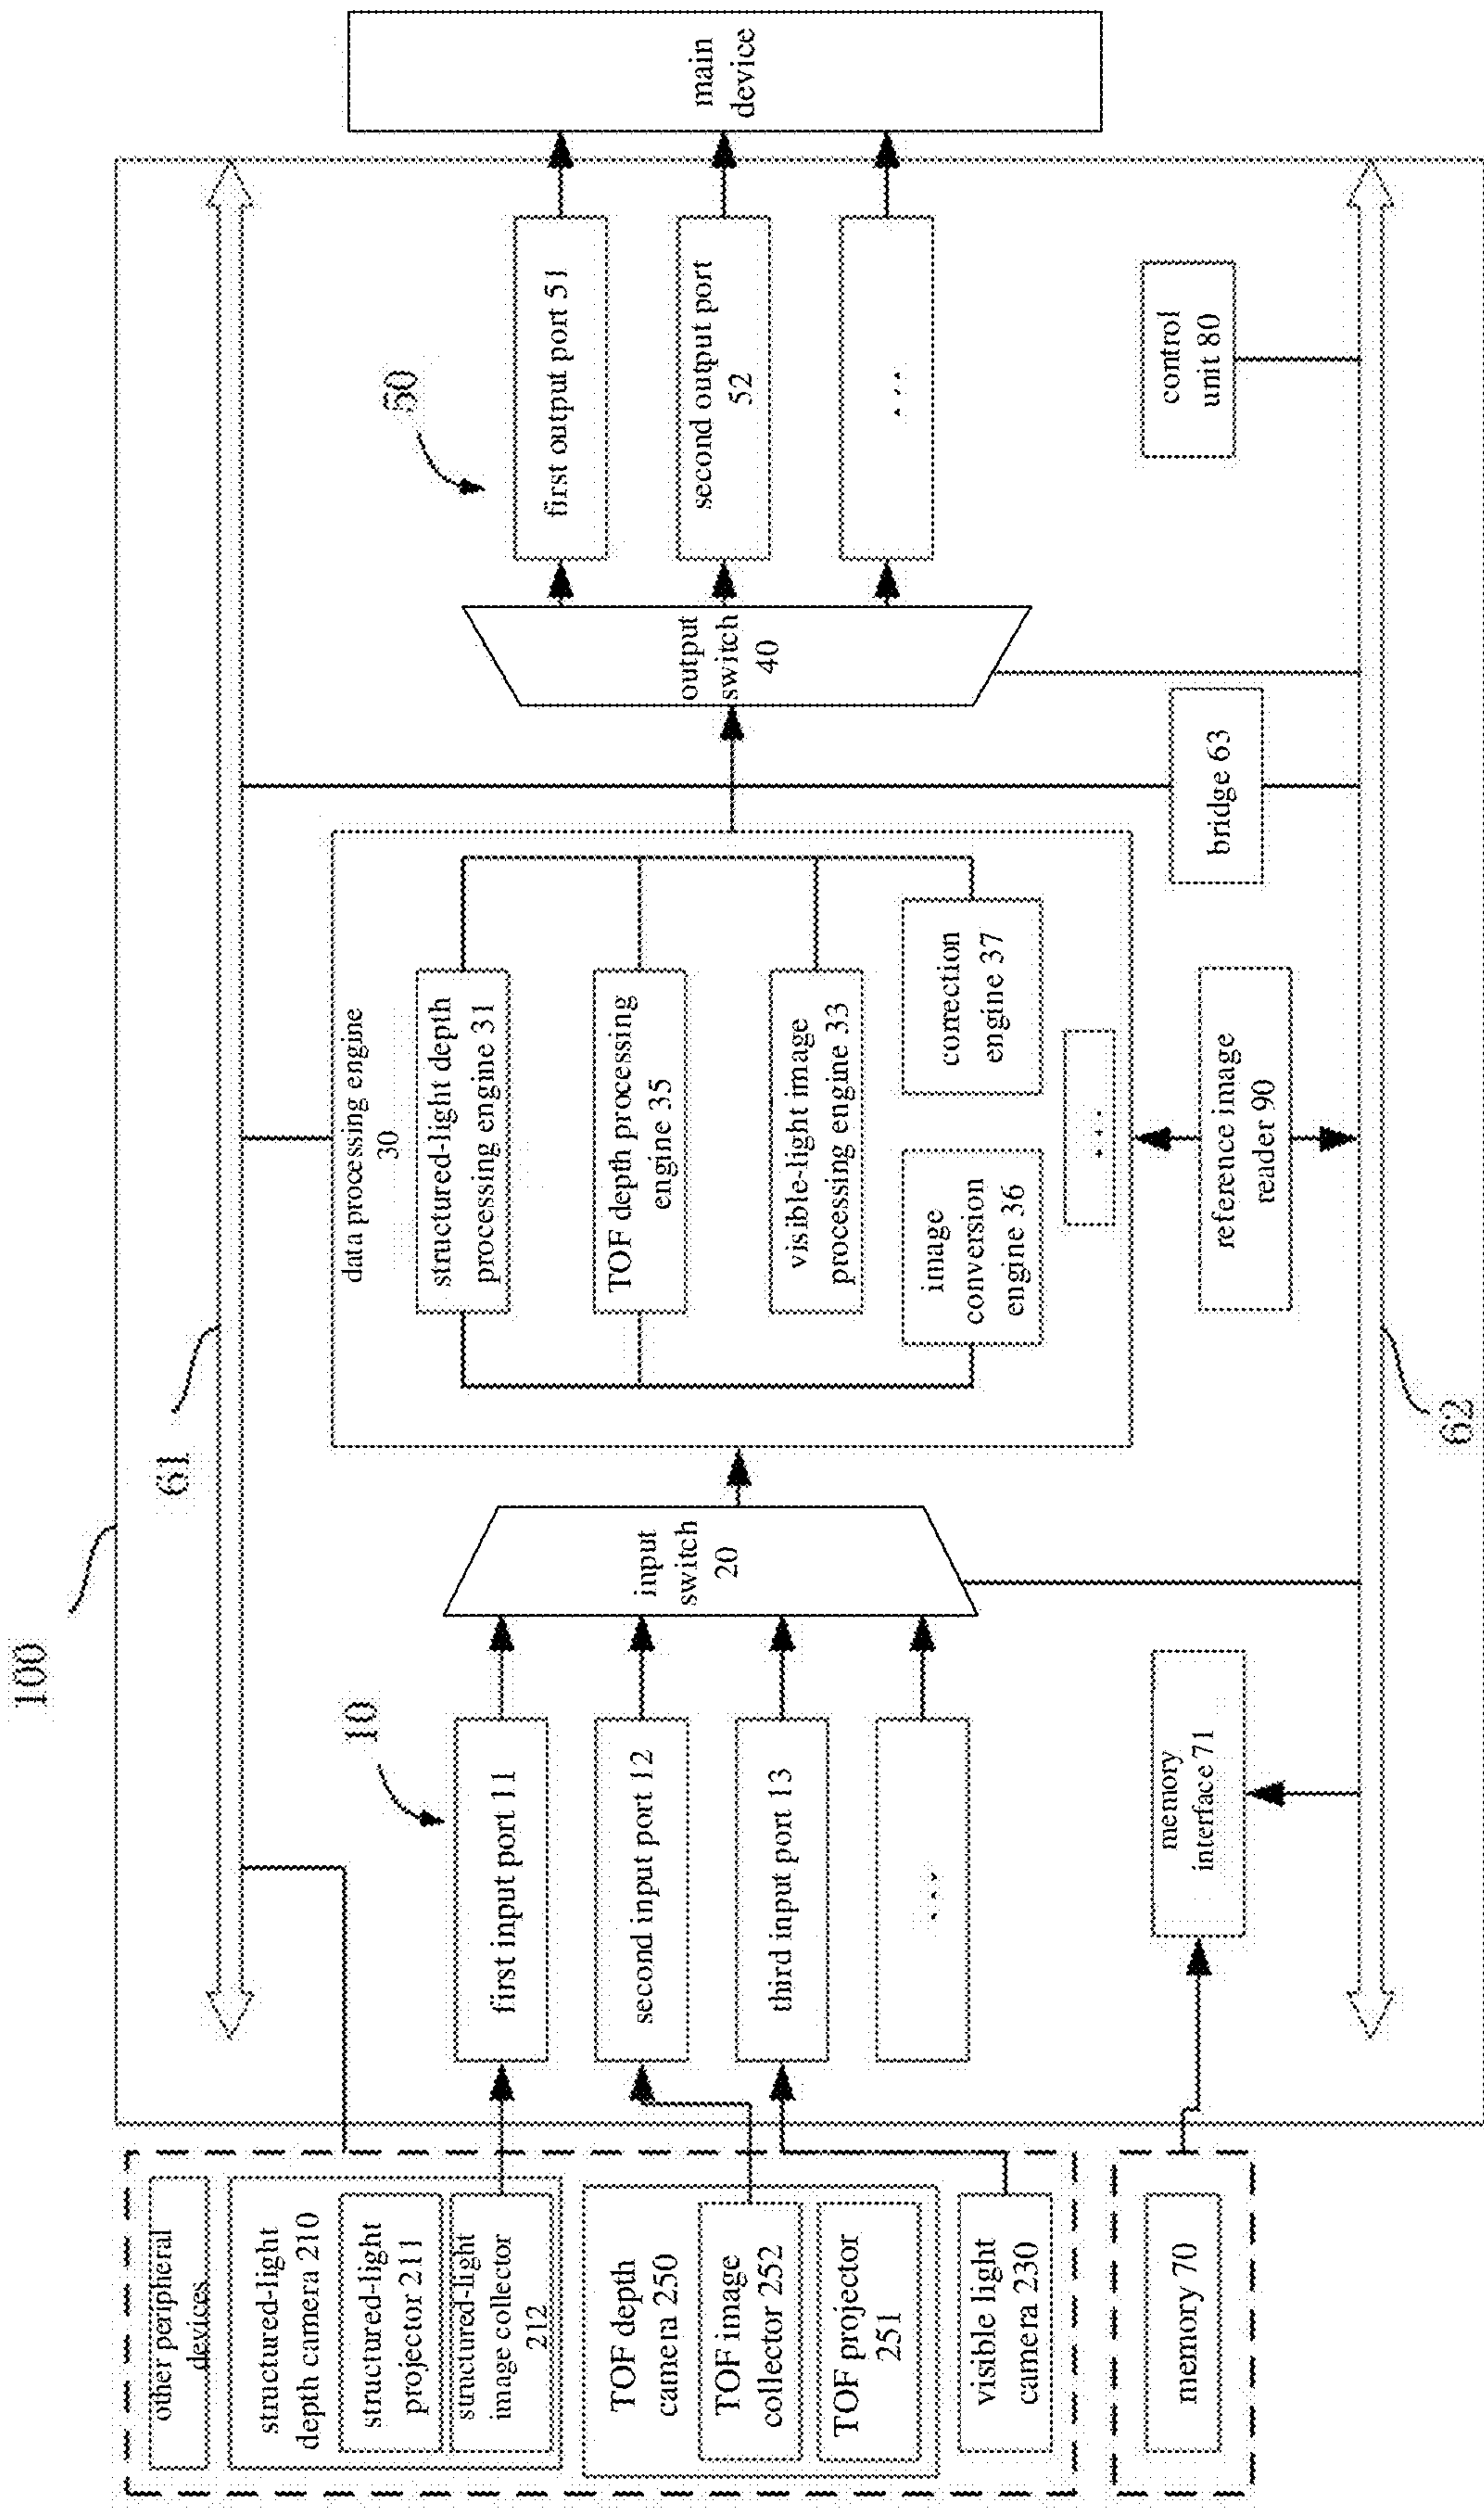 100
61
other peripheral
devices
structured-light
depth camera 210
structured-light
projector 211
structured-light
image collector
212
TOF depth
camera 250
TOF image
collector 252
TOF projector
251
visible light
camera 230
memory 70
10
first input port 11
second input port 12
third input port 13
...
memory
interface 71
input
switch
20
data processing engine
30
structured-light depth
processing engine 31
TOF depth processing
engine 35
visible-light image
processing engine 33
image
conversion
engine 36
correction
engine 37
...
reference image
reader 90
bridge 63
output
switch
40
50
first output port 51
second output port
52
...
control
unit 80
main
device
62